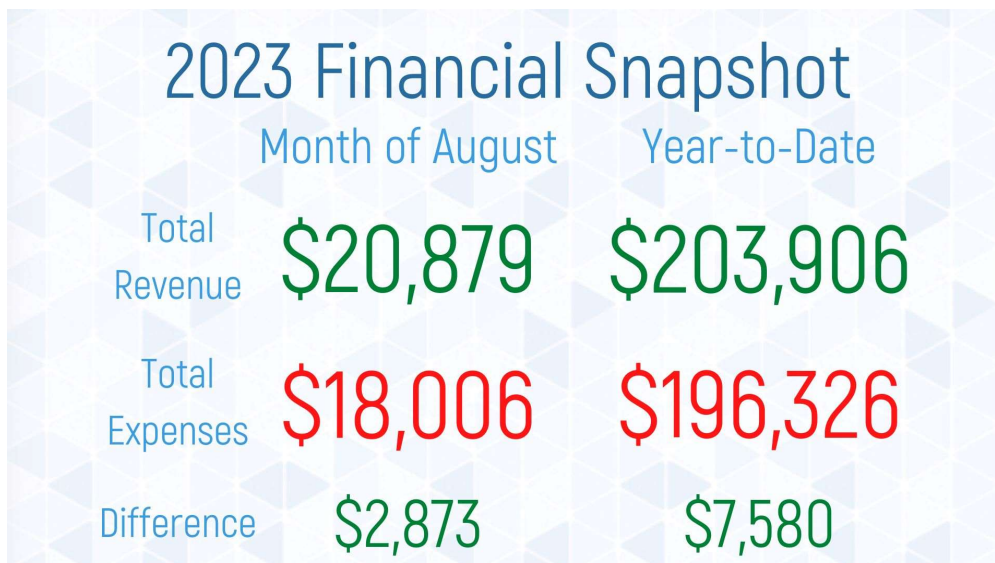 2023 Financial Snapshot
Month of August Year-to-Date
Total
Revenue
$20,879 $203,906
Total
Expenses
$18,006 $196,326
Difference $2,873 $7,580